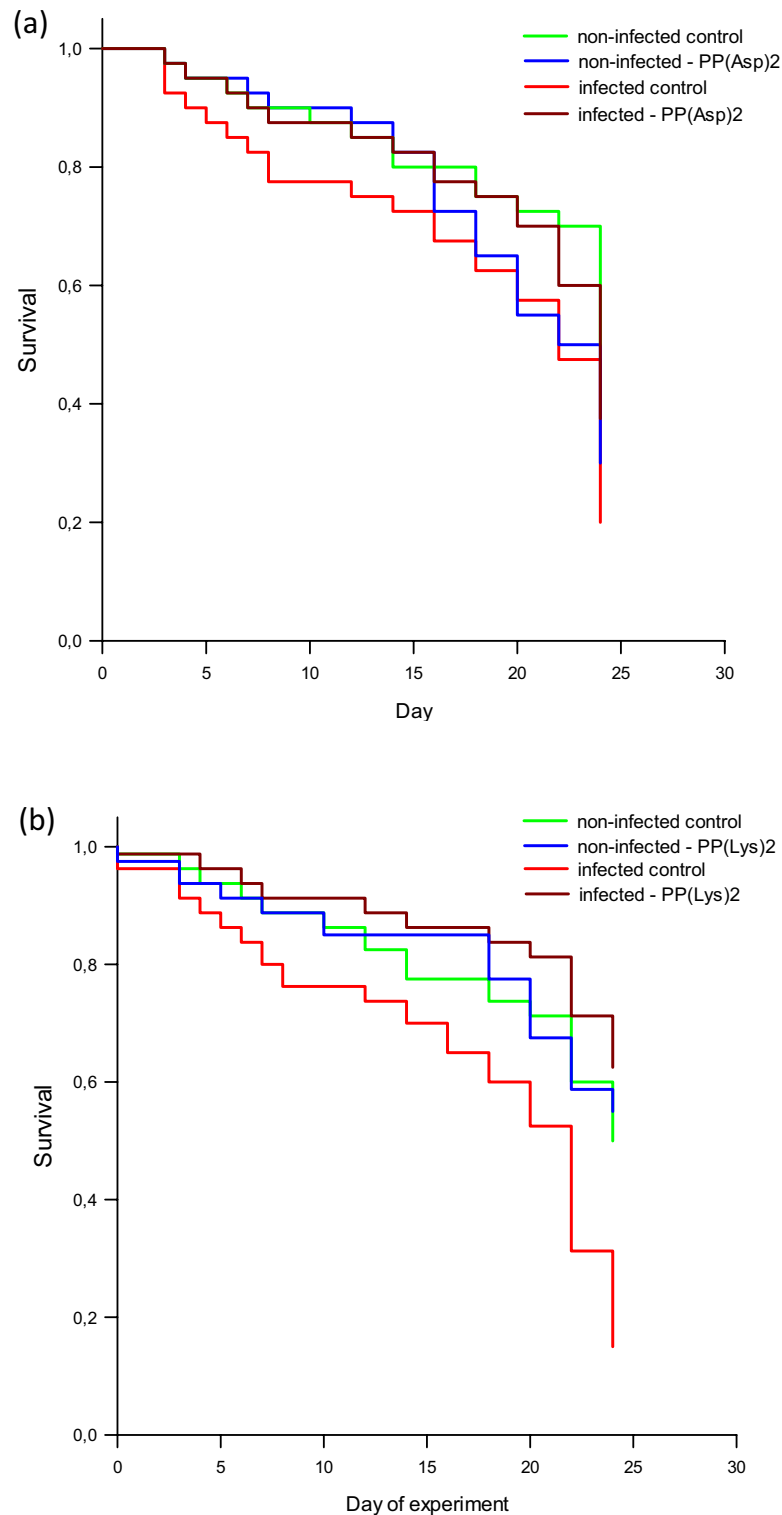 (a)
non-infected control
non-infected - PP(Asp)2
infected control
infected - PP(Asp)2
1,0
0,8
0,6
0,4
0,2
0,0
Survival
0 5 10 15 20 25 30
Day
(b)
non-infected control
non-infected - PP(Lys)2
infected control
infected - PP(Lys)2
1,0
0,8
0,6
0,4
0,2
0,0
Survival
0 5 10 15 20 25 30
Day of experiment